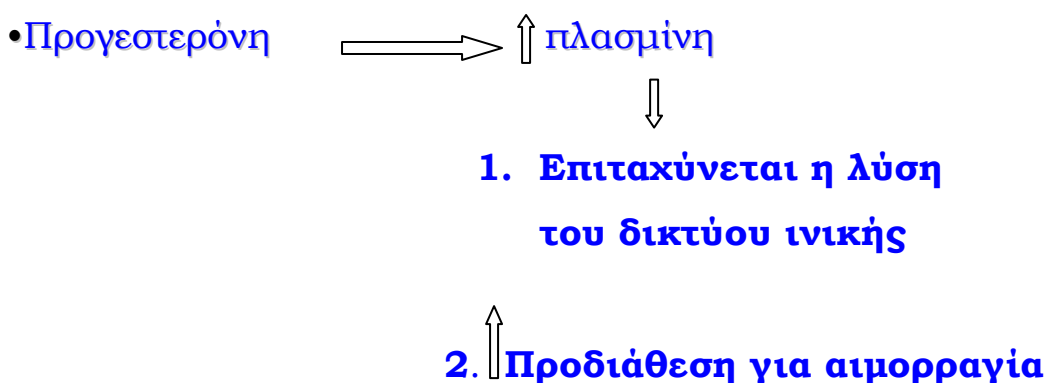 •Προγεστερόνη πλασμίνη
1. Επιταχύνεται η λύση
του δικτύου ινικής
2. Προδιάθεση για αιμορραγία